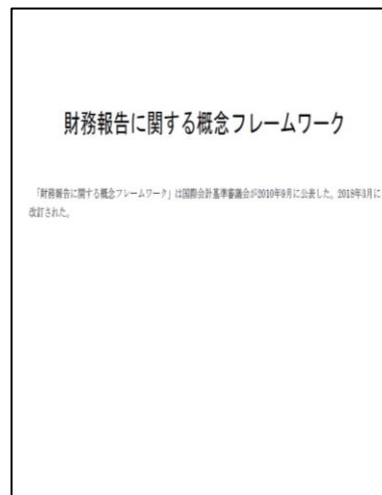 財務報告に関する概念フレームワーク
「財務報告に関する概念フレームワーク」は国際会計基準審議会が2010年9月に公表した。2018年3月に
改訂された。